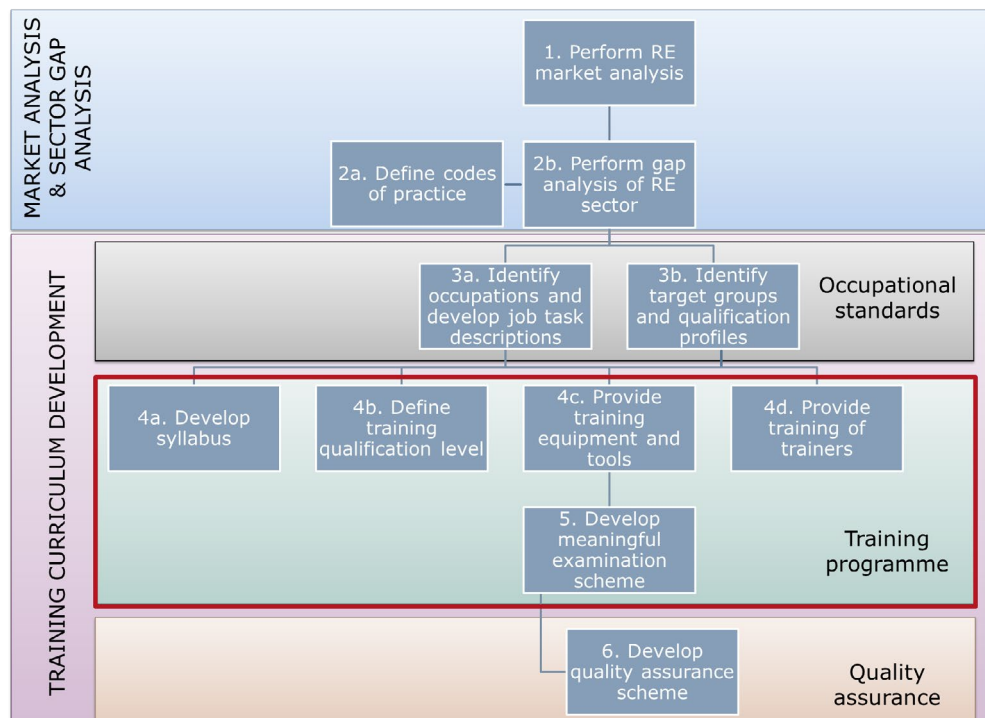 MARKET ANALYSIS
& SECTOR GAP
ANALYSIS
1. Perform RE
market analysis
2a. Define codes
of practice
2b. Perform gap
analysis of RE
sector
TRAINING CURRICULUM DEVELOPMENT
3a. Identify
occupations and
develop job task
descriptions
3b. Identify
target groups
and qualification
profiles
Occupational
standards
4a. Develop
syllabus
4b. Define
training
qualification level
4c. Provide
training
equipment and
tools
4d. Provide
training of
trainers
5. Develop
meaningful
examination
scheme
Training
programme
6. Develop
quality assurance
scheme
Quality
assurance